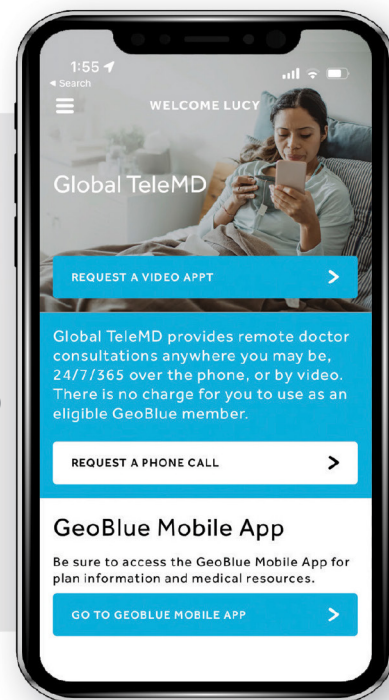 1:55
◀ Search
WELCOME LUCY
Global TeleMD
REQUEST A VIDEO APPT
Global TeleMD provides remote doctor
consultations anywhere you may be,
24/7/365 over the phone, or by video.
There is no charge for you to use as an
eligible GeoBlue member.
REQUEST A PHONE CALL
GeoBlue Mobile App
Be sure to access the GeoBlue Mobile App for
plan information and medical resources.
GO TO GEOBLUE MOBILE APP